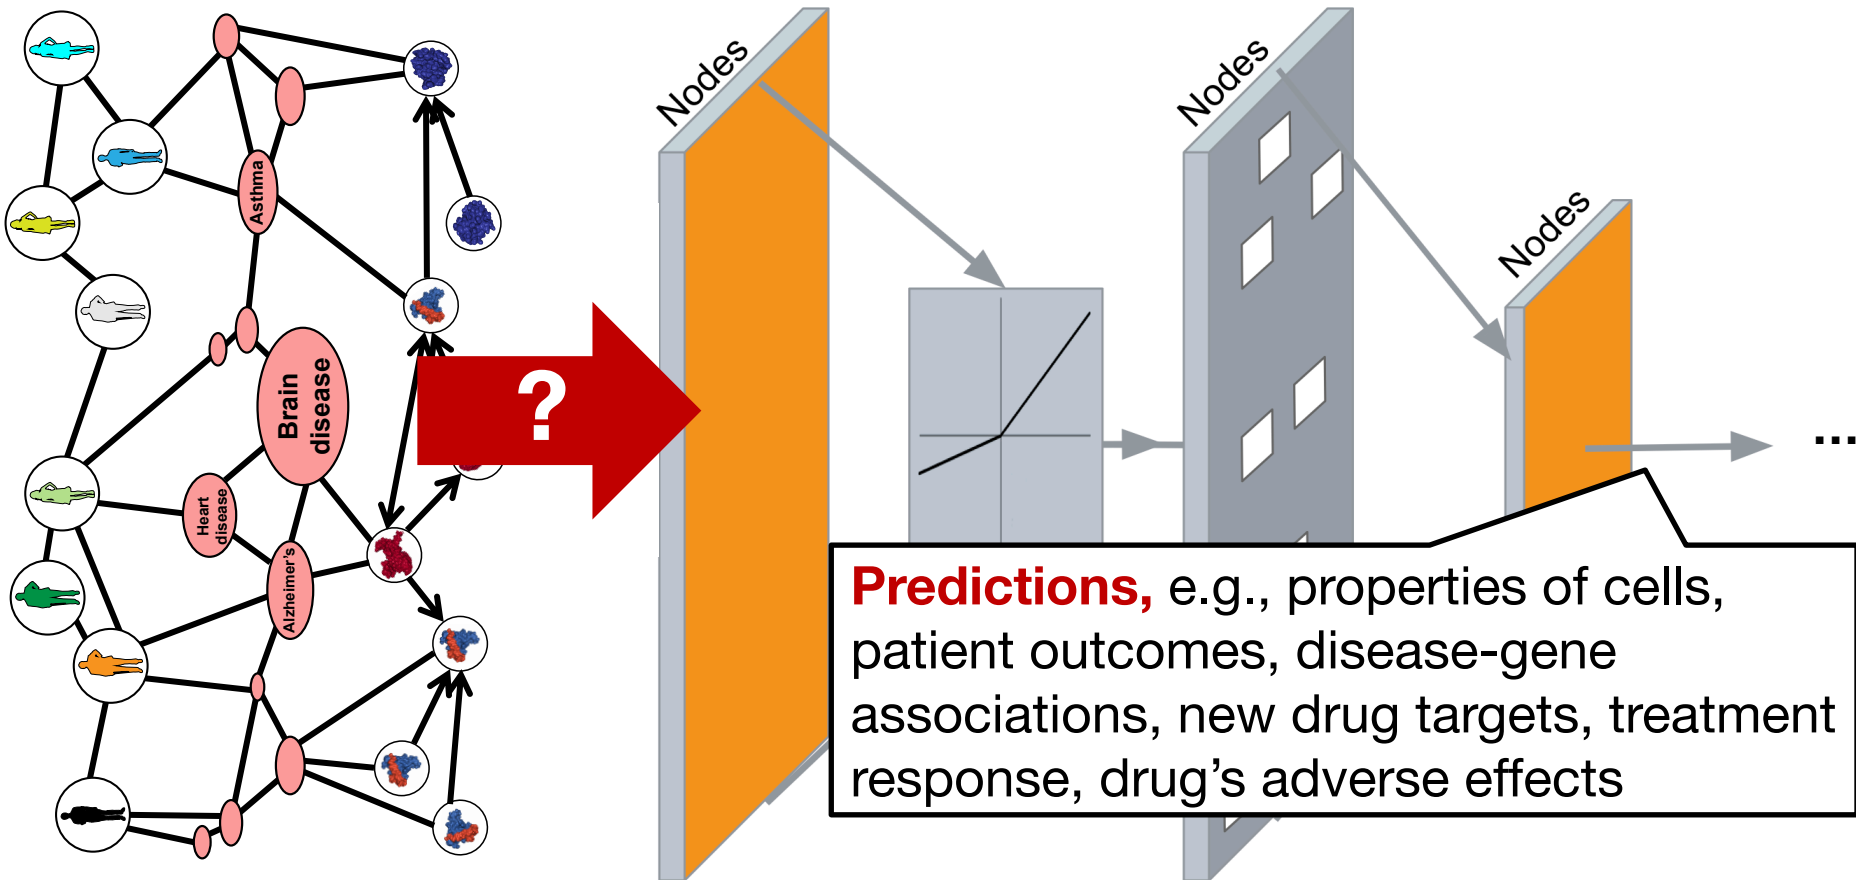 Asthma
Brain
disease
Heart
disease
Alzheimer's
?
Nodes
Nodes
Nodes
...
Predictions, e.g., properties of cells,
patient outcomes, disease-gene
associations, new drug targets, treatment
response, drug’s adverse effects